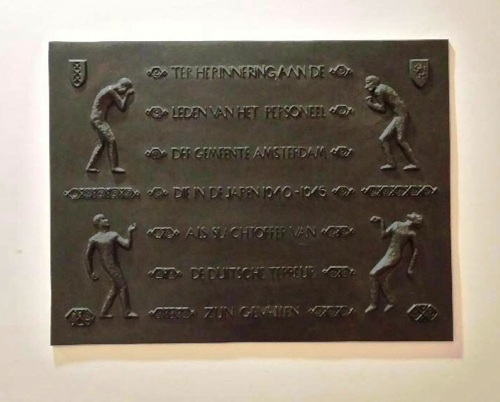 TER HERINNERING AAN DE
LEDEN VAN HET PERSONEEL
DER GEMEENTE AMSTERDAM
DIE IN DE JAREN 1940-1945
ALS SLACHTOFFER VAN
DE DUITSCHE TERREUR
ZIJN GEVALLEN